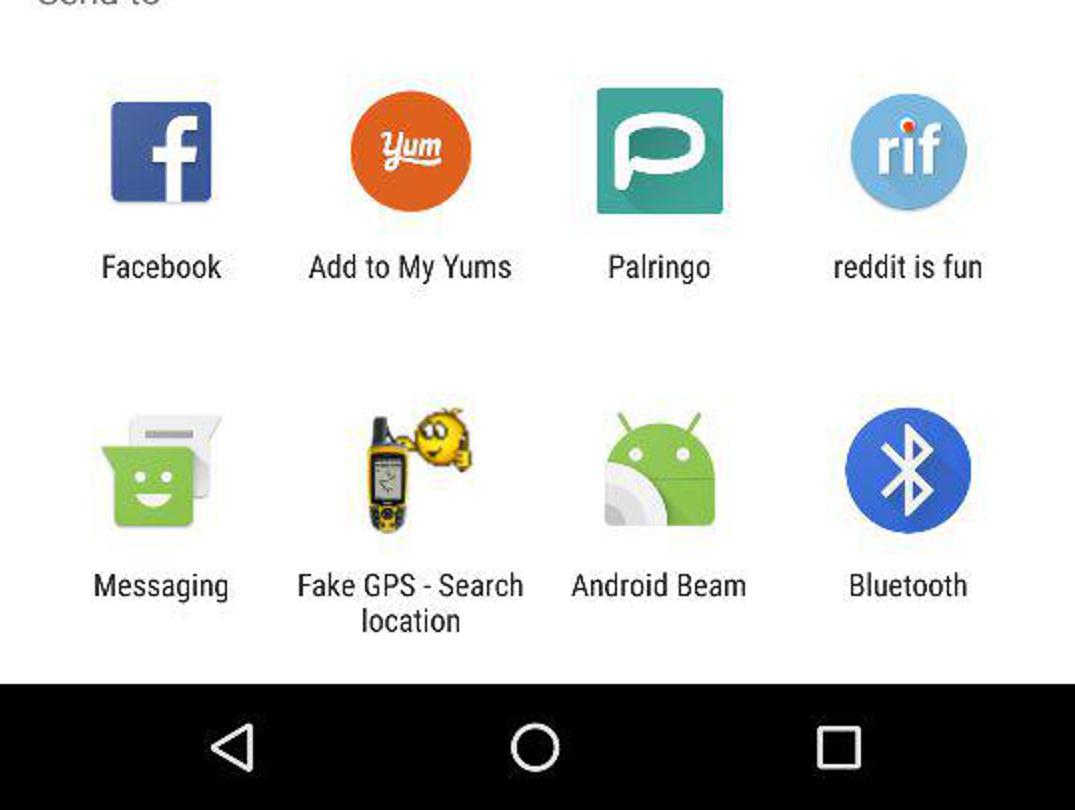 Send to
Yum
rif
Facebook
Add to My Yums
Palringo
reddit is fun
Messaging
Fake GPS - Search
location
Android Beam
Bluetooth